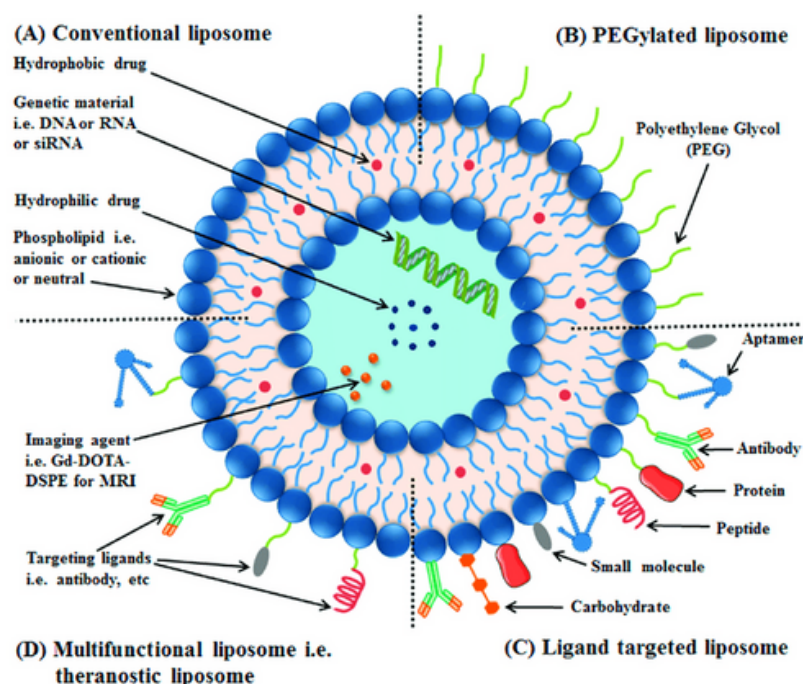 (A) Conventional liposome
Hydrophobic drug
Genetic material
i.e. DNA or RNA
or siRNA
Hydrophilic drug
Phospholipid i.e.
anionic or cationic
or neutral
(B) PEGylated liposome
Polyethylene Glycol
(PEG)
Aptamer
Antibody
Protein
Peptide
Small molecule
Carbohydrate
(C) Ligand targeted liposome
Imaging agent
i.e. Gd-DOTA-
DSPE for MRI
Targeting ligands
i.e. antibody, etc
(D) Multifunctional liposome i.e.
theranostic liposome